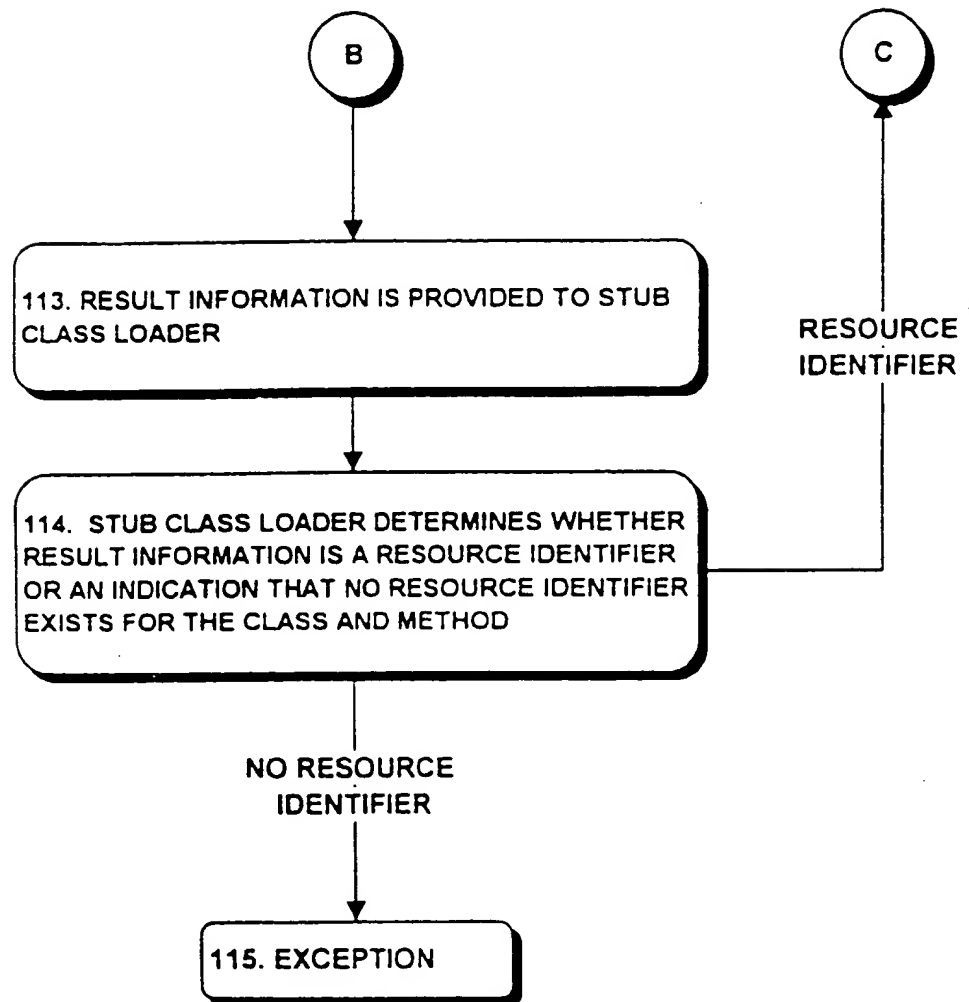 B
C
113. RESULT INFORMATION IS PROVIDED TO STUB
CLASS LOADER
RESOURCE
IDENTIFIER
114. STUB CLASS LOADER DETERMINES WHETHER
RESULT INFORMATION IS A RESOURCE IDENTIFIER
OR AN INDICATION THAT NO RESOURCE IDENTIFIER
EXISTS FOR THE CLASS AND METHOD
NO RESOURCE
IDENTIFIER
115. EXCEPTION